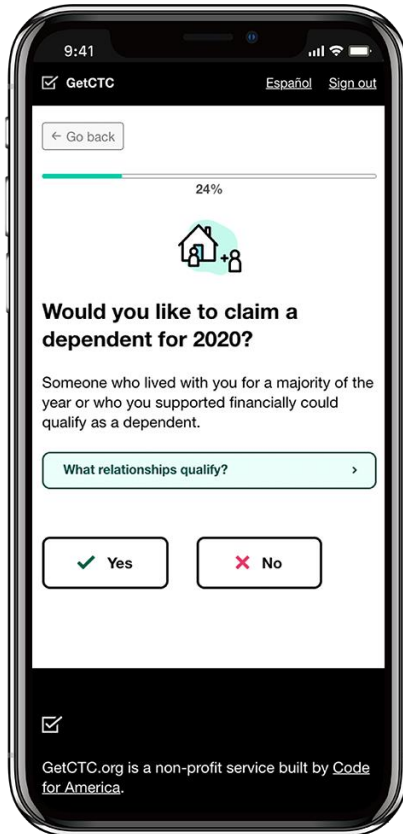 9:41
GetCTC Español Sign out
← Go back
24%
Would you like to claim a
dependent for 2020?
Someone who lived with you for a majority of the
year or who you supported financially could
qualify as a dependent.
What relationships qualify? ›
Yes No
GetCTC.org is a non-profit service built by Code
for America.